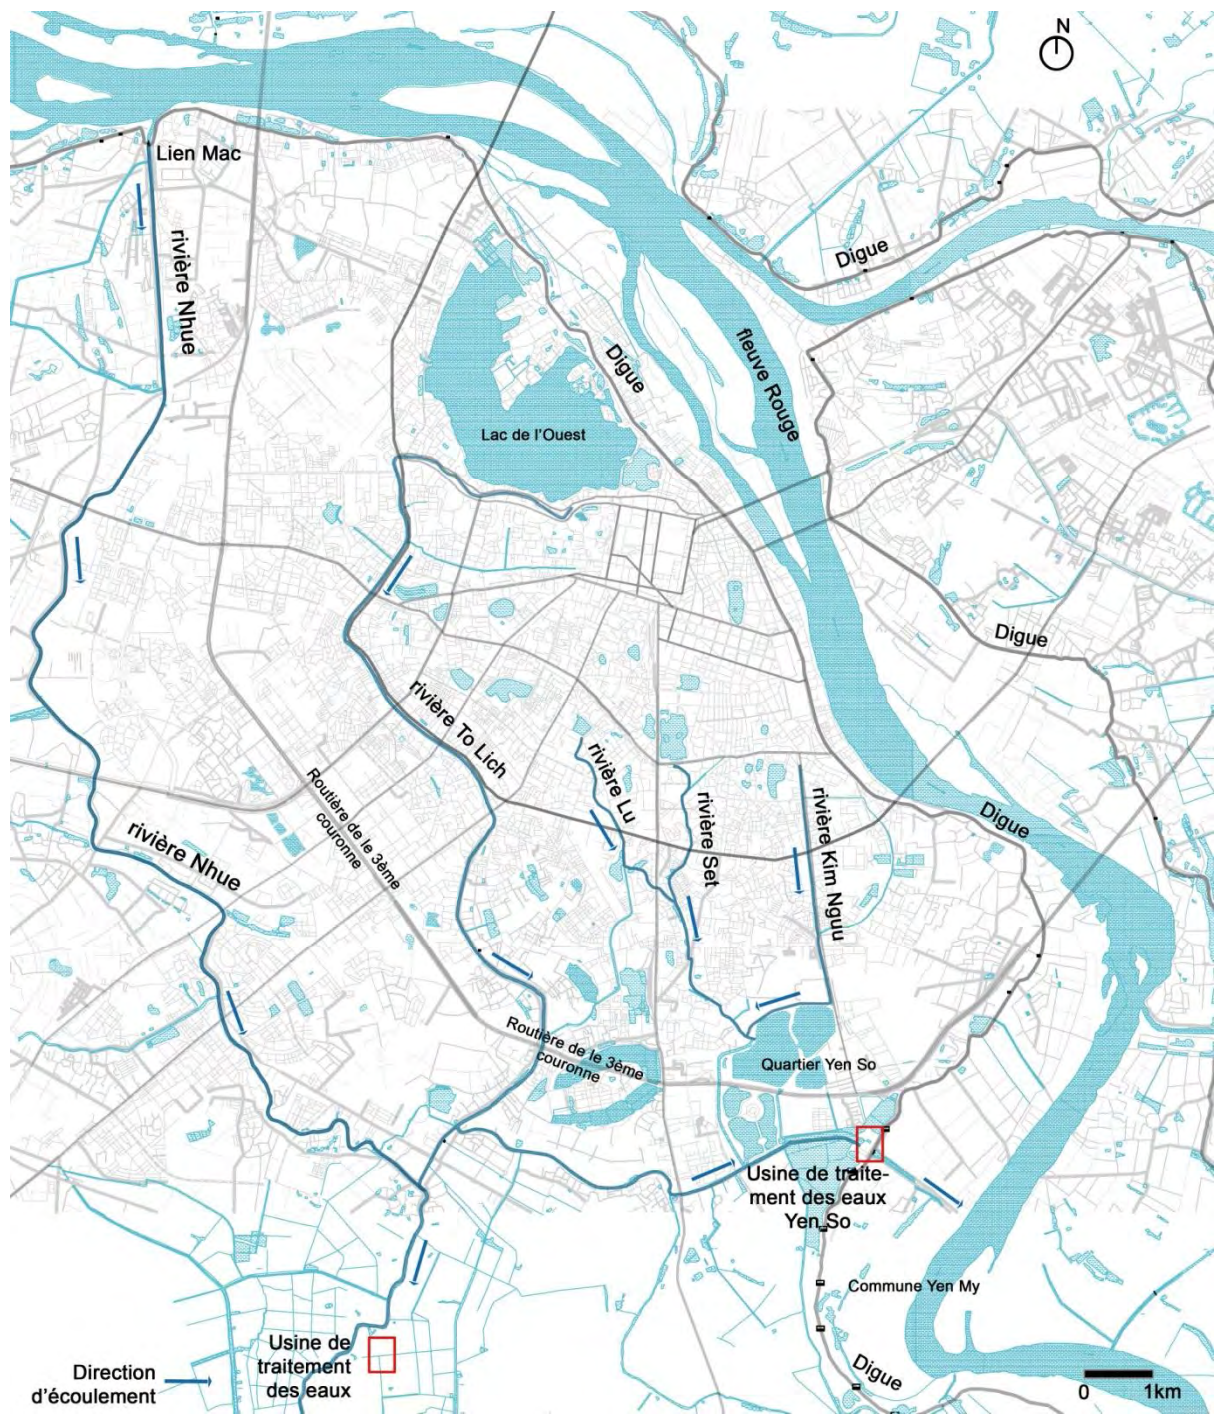 N
Lien Mac
rivière Nhue
Digue
Digue
fleuve Rouge
Lac de l'Ouest
Digue
rivière To Lich
rivière Lu
rivière Set
rivière Kim Nguu
Digue
Routière de le 3ème
couronne
rivière Nhue
Routière de le 3ème
couronne
Quartier Yen So
Usine de traite-
ment des eaux
Yen So
Commune Yen My
Usine de
traitement
des eaux
Direction
d'écoulement
Digue
0 1km